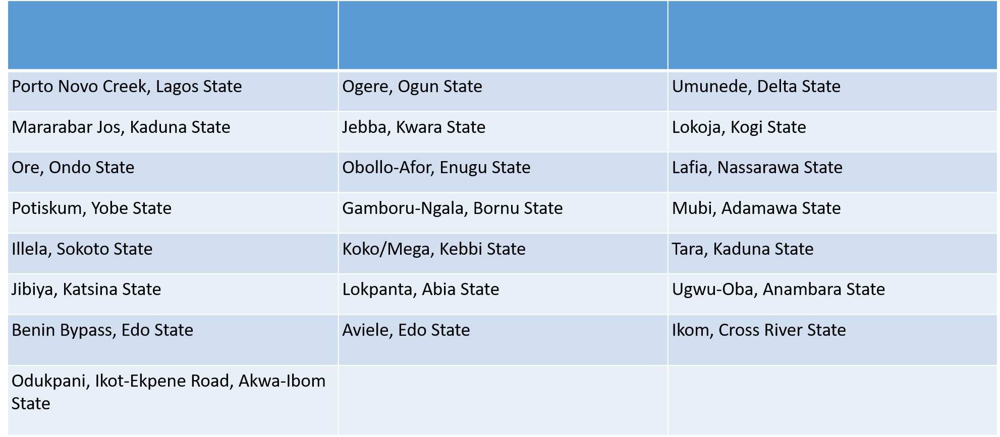 Porto Novo Creek, Lagos State
Ogere, Ogun State
Umunede, Delta State
Mararabar Jos, Kaduna State
Jebba, Kwara State
Lokoja, Kogi State
Ore, Ondo State
Obollo-Afor, Enugu State
Lafia, Nassarawa State
Potiskum, Yobe State
Gamboru-Ngala, Bornu State
Mubi, Adamawa State
Illela, Sokoto State
Koko/Mega, Kebbi State
Tara, Kaduna State
Jibiya, Katsina State
Lokpanta, Abia State
Ugwu-Oba, Anambara State
Benin Bypass, Edo State
Aviele, Edo State
Ikom, Cross River State
Odukpani, Ikot-Ekpene Road, Akwa-Ibom
State